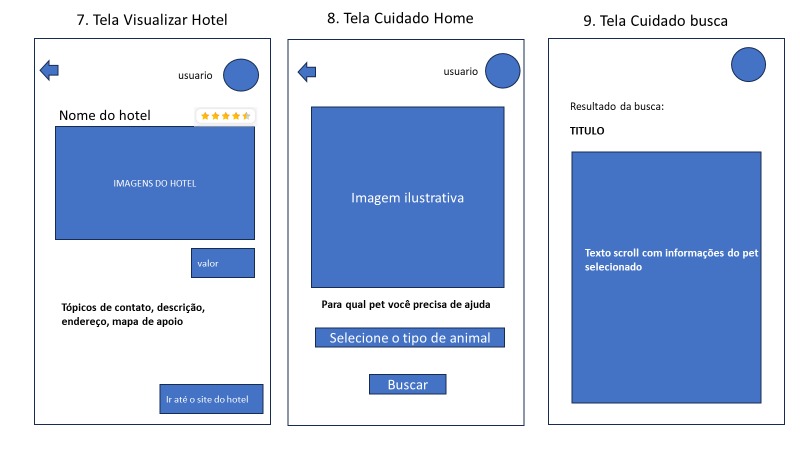 7. Tela Visualizar Hotel
usuario
Nome do hotel
IMAGENS DO HOTEL
valor
Tópicos de contato, descrição,
endereço, mapa de apoio
Ir até o site do hotel
8. Tela Cuidado Home
usuario
Imagem ilustrativa
Para qual pet você precisa de ajuda
Selecione o tipo de animal
Buscar
9. Tela Cuidado busca
Resultado da busca:
TITULO
Texto scroll com informações do pet
selecionado